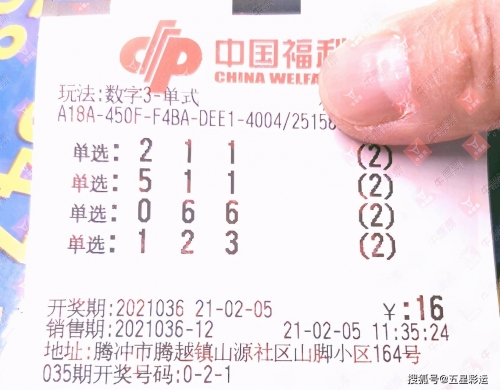 中国福利
CHINA WELFA
玩法:数字3-单式
A18A-450F-F4BA-DEE1-4004/25158
单选: 2 1 1 (2)
单选: 5 1 1 (2)
单选: 0 6 6 (2)
单选: 1 2 3 (2)
开奖期:2021036 21-02-05 ¥:16
销售期:2021036-12 21-02-05 11:35:24
地址:腾冲市腾越镇山源社区山脚小区164号
035期开奖号码:0-2-1
搜狐号@五星彩运